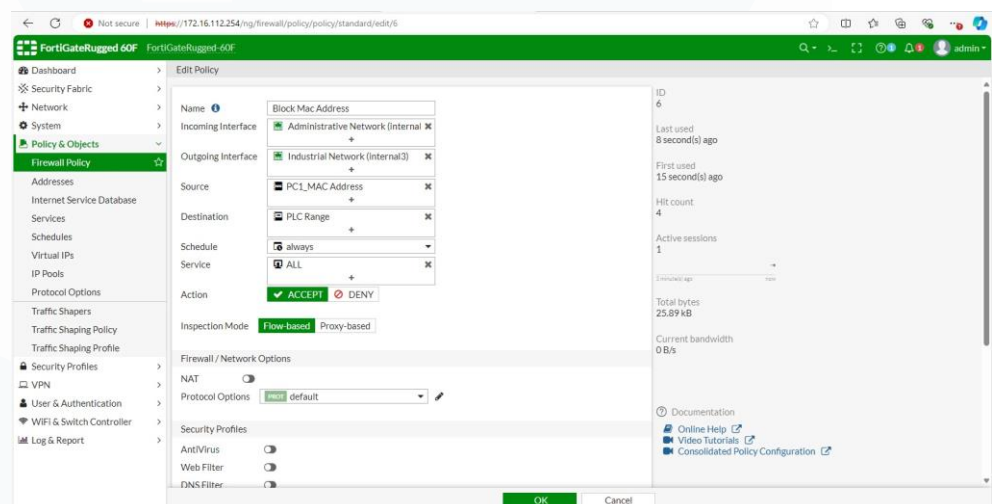 Not secure https://172.16.112.254/ng/firewall/policy/policy/standard/edit/6
FortiGateRugged 60F FortiGateRugged-60F admin
Dashboard
Security Fabric
Network
System
Policy & Objects
Firewall Policy
Addresses
Internet Service Database
Services
Schedules
Virtual IPs
IP Pools
Protocol Options
Traffic Shapers
Traffic Shaping Policy
Traffic Shaping Profile
Security Profiles
VPN
User & Authentication
WiFi & Switch Controller
Log & Report
Edit Policy
Name Block Mac Address
Incoming Interface Administrative Network (internal
+
Outgoing Interface Industrial Network (internal3)
+
Source PC1_MAC Address
+
Destination PLC Range
+
Schedule always
Service ALL
+
Action ACCEPT DENY
Inspection Mode Flow-based Proxy-based
Firewall / Network Options
NAT
Protocol Options PROT default
Security Profiles
AntiVirus
Web Filter
DNS Filter
OK Cancel
ID
6
Last used
8 second(s) ago
First used
15 second(s) ago
Hit count
4
Active sessions
1
now
Total bytes
25.89 kB
Current bandwidth
0 B/s
Documentation
Online Help
Video Tutorials
Consolidated Policy Configuration